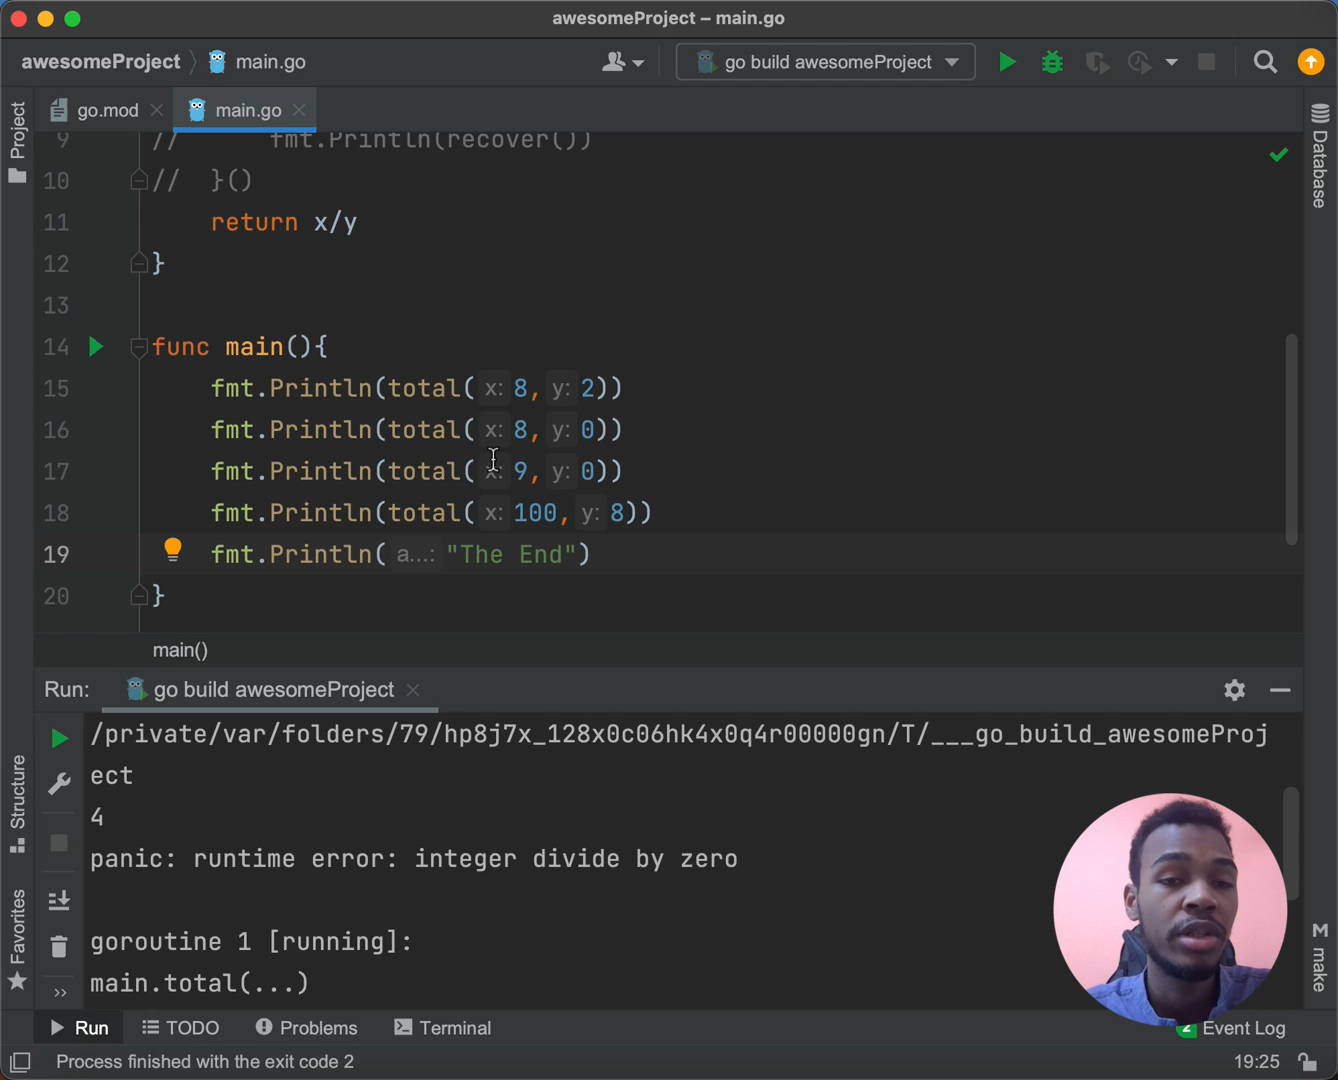 awesomeProject – main.go
awesomeProject main.go
go build awesomeProject
go.mod main.go
Project
Database
9 // fmt.Println(recover())
10 // }()
11 return x/y
12 }
13
14 func main(){
15 fmt.Println(total( x: 8, y: 2))
16 fmt.Println(total( x: 8, y: 0))
17 fmt.Println(total( x: 9, y: 0))
18 fmt.Println(total( x: 100, y: 8))
19 fmt.Println( a...: "The End")
20 }
main()
Run: go build awesomeProject
/private/var/folders/79/hp8j7x_128x0c06hk4x0q4r00000gn/T/___go_build_awesomeProj
ect
4
panic: runtime error: integer divide by zero
goroutine 1 [running]:
main.total(...)
Structure
Favorites
make
Run TODO Problems Terminal 2 Event Log
Process finished with the exit code 2 19:25